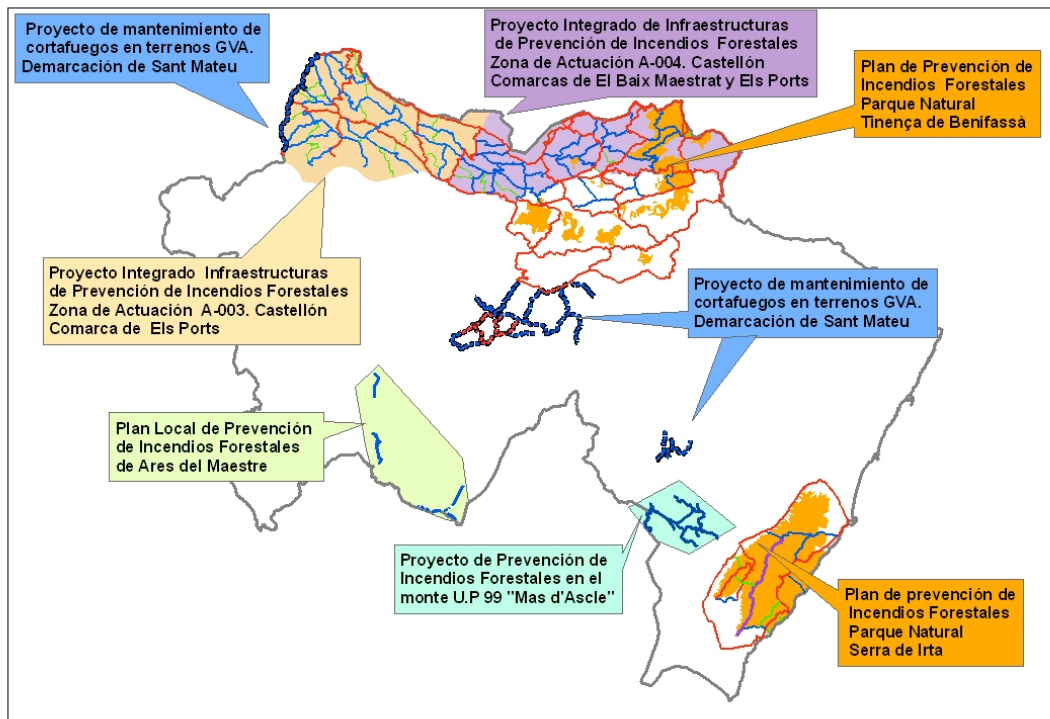 Proyecto de mantenimiento de
cortafuegos en terrenos GVA.
Demarcación de Sant Mateu
Proyecto Integrado de Infraestructuras
de Prevención de Incendios Forestales
Zona de Actuación A-004. Castellón
Comarcas de El Baix Maestrat y Els Ports
Plan de Prevención de
Incendios Forestales
Parque Natural
Tinença de Benifassà
Proyecto Integrado Infraestructuras
de Prevención de Incendios Forestales
Zona de Actuación A-003. Castellón
Comarca de Els Ports
Proyecto de mantenimiento de
cortafuegos en terrenos GVA.
Demarcación de Sant Mateu
Plan Local de Prevención
de Incendios Forestales
de Ares del Maestre
Proyecto de Prevención de
Incendios Forestales en el
monte U.P 99 "Mas d'Ascle"
Plan de prevención de
Incendios Forestales
Parque Natural
Serra de Irta